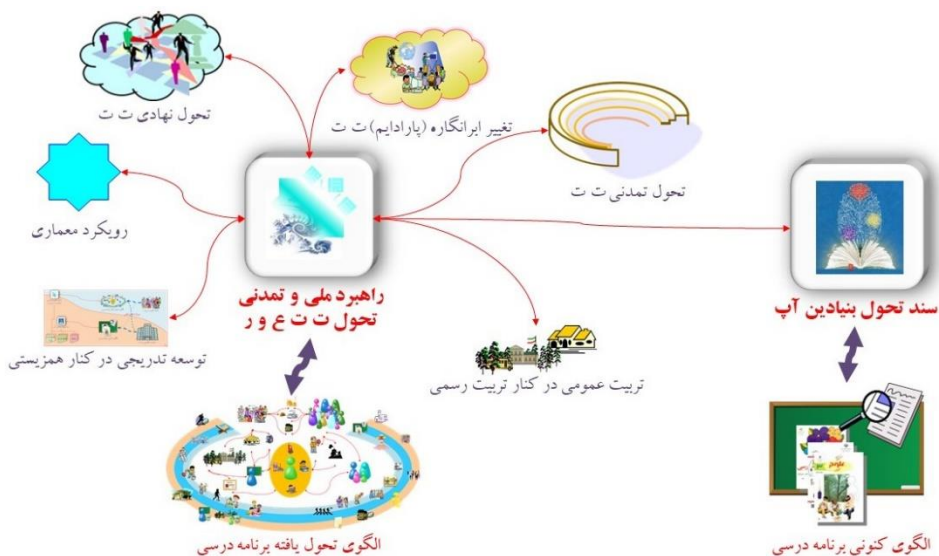 تحول نهادی ت ت
تغییر ابرانگاره (پارادایم) ت ت
تحول تمدنی ت ت
رویکرد معماری
راهبرد ملی و تمدنی
تحول ت ت ع و ر
سند تحول بنیادین آپ
توسعه تدریجی در کنار همزیستی
تربیت عمومی در کنار تربیت رسمی
الگوی تحول یافته برنامه درسی
الگوی کنونی برنامه درسی